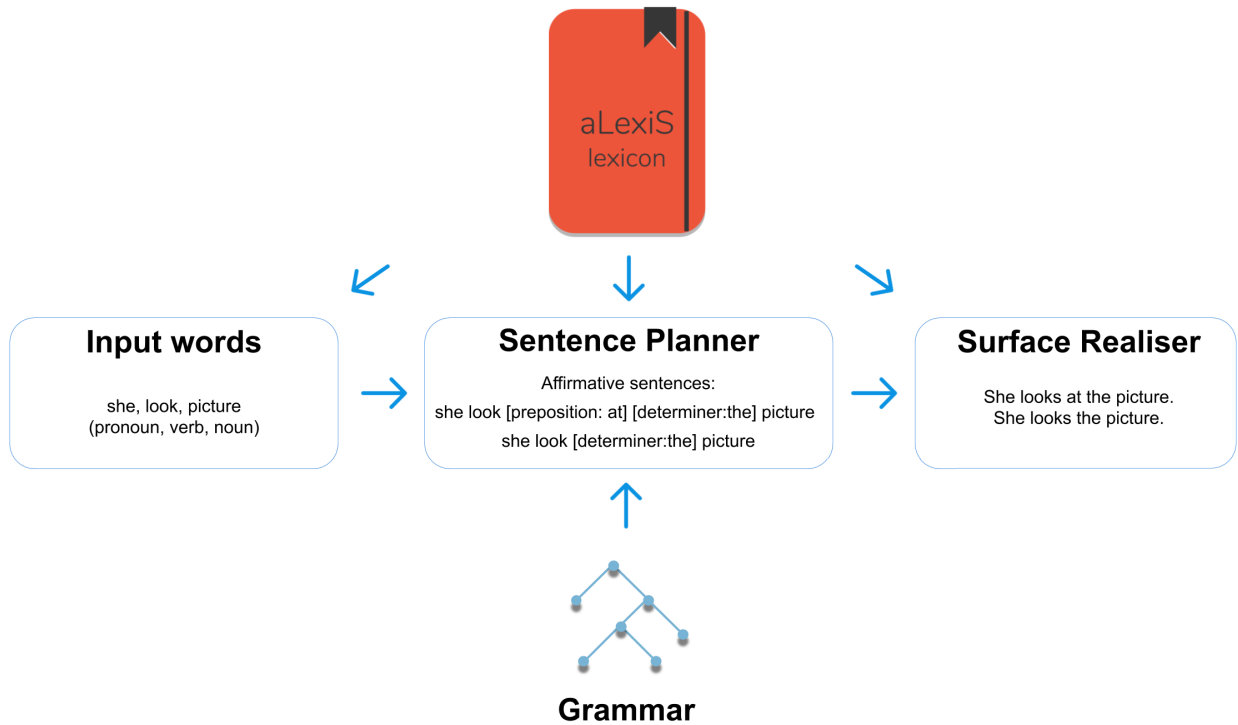 aLexiS
lexicon
Input words
she, look, picture
(pronoun, verb, noun)
Sentence Planner
Affirmative sentences:
she look [preposition: at] [determiner:the] picture
she look [determiner:the] picture
Surface Realiser
She looks at the picture.
She looks the picture.
Grammar